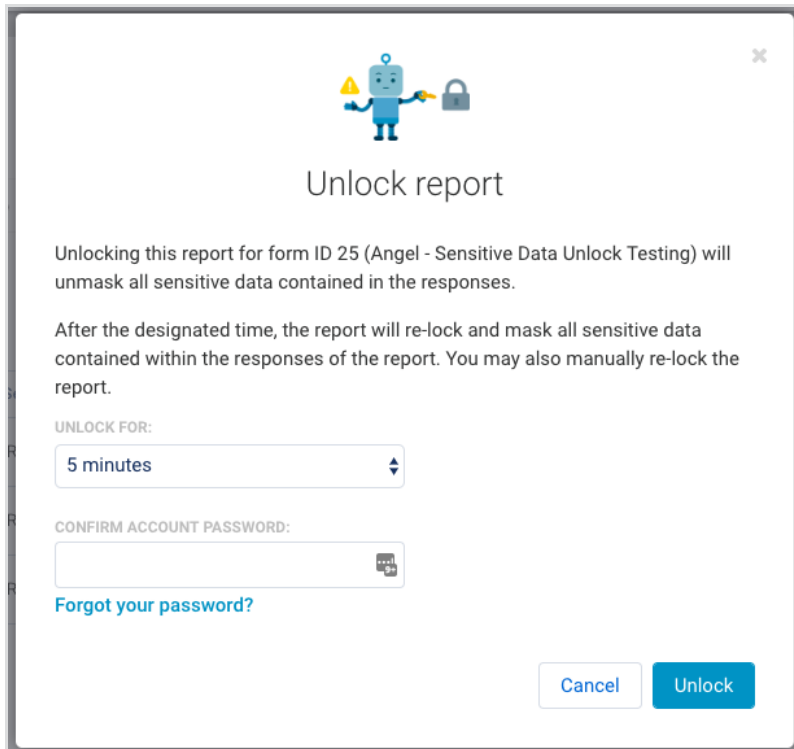 Unlock report
Unlocking this report for form ID 25 (Angel - Sensitive Data Unlock Testing) will
unmask all sensitive data contained in the responses.
After the designated time, the report will re-lock and mask all sensitive data
contained within the responses of the report. You may also manually re-lock the
report.
UNLOCK FOR:
5 minutes
CONFIRM ACCOUNT PASSWORD:
9+
Forgot your password?
Cancel
Unlock